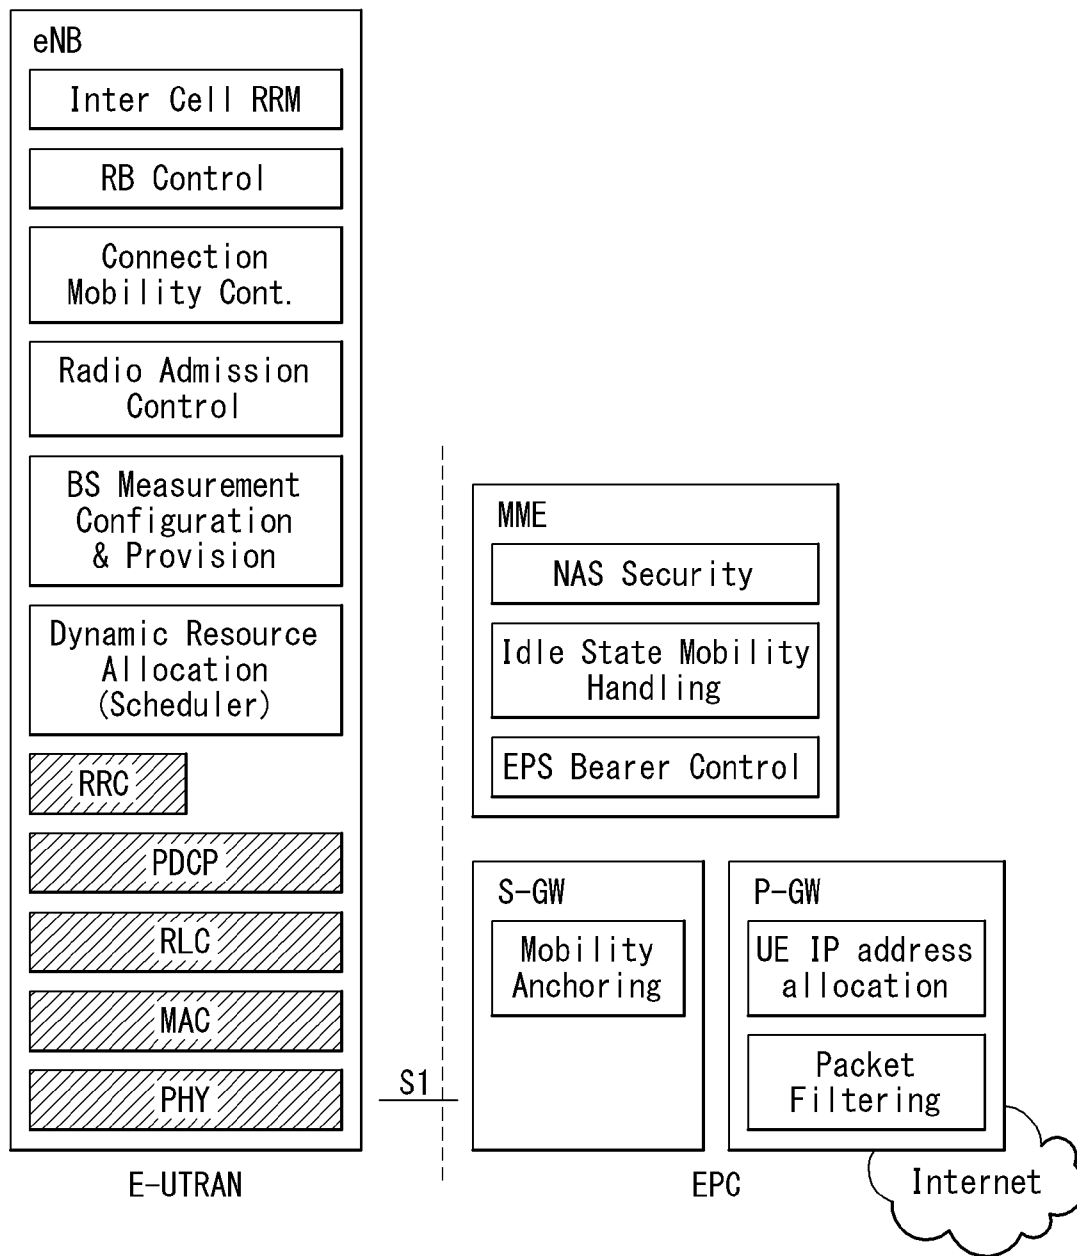 eNB
Inter Cell RRM
RB Control
Connection
Mobility Cont.
Radio Admission
Control
BS Measurement
Configuration
& Provision
Dynamic Resource
Allocation
(Scheduler)
RRC
PDCP
RLC
MAC
PHY
E-UTRAN
S1
MME
NAS Security
Idle State Mobility
Handling
EPS Bearer Control
S-GW
Mobility
Anchoring
P-GW
UE IP address
allocation
Packet
Filtering
EPC
Internet